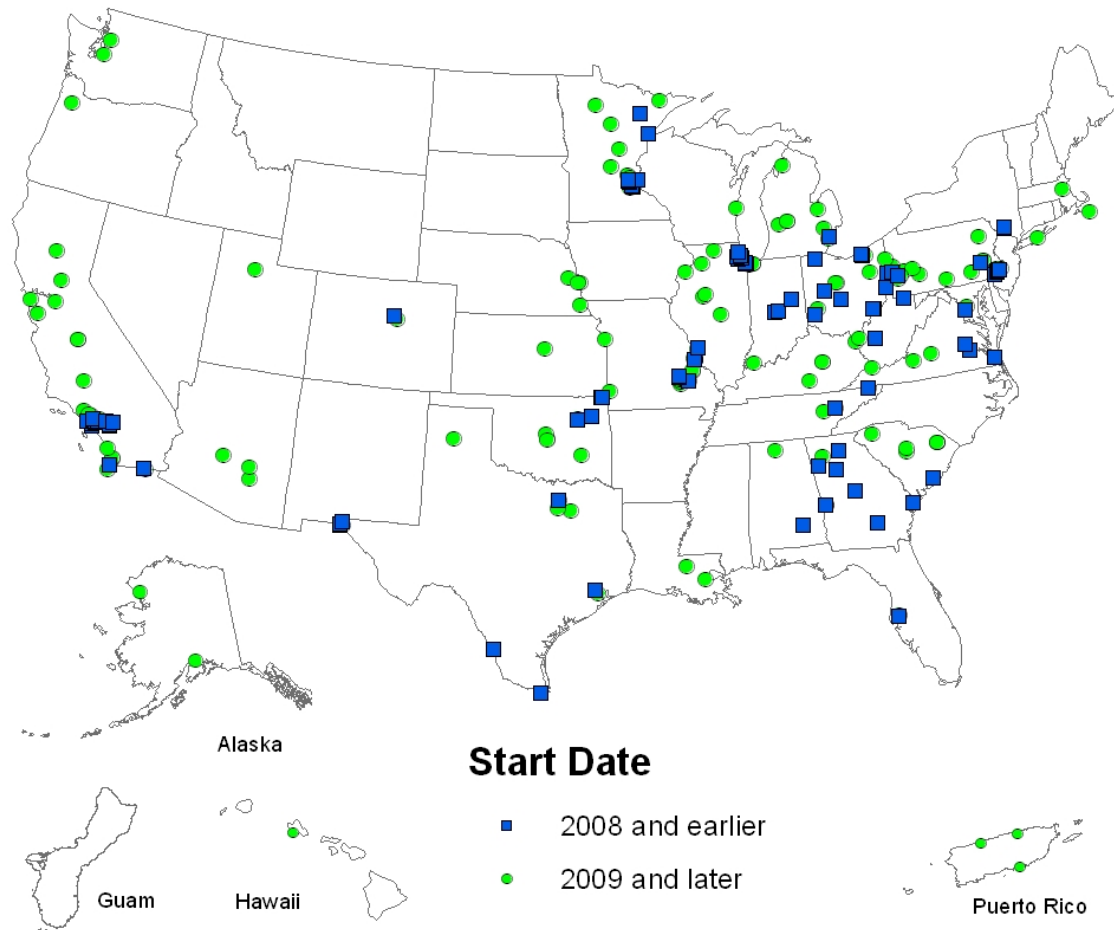 Alaska
Start Date
2008 and earlier
2009 and later
Guam
Hawaii
Puerto Rico